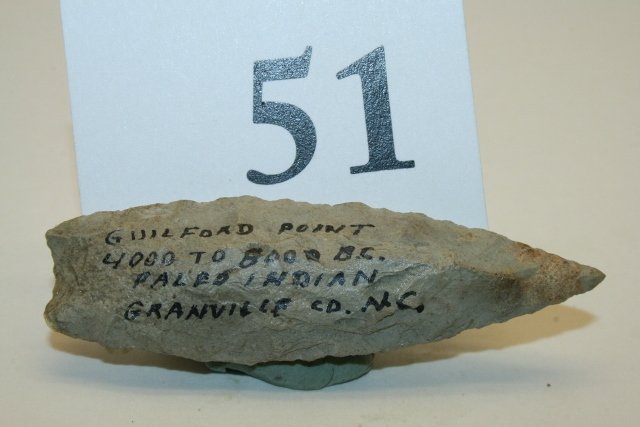 51
GUILFORD POINT
4000 TO 8000 BC.
PALEO INDIAN
GRANVILLE CO. N.C.